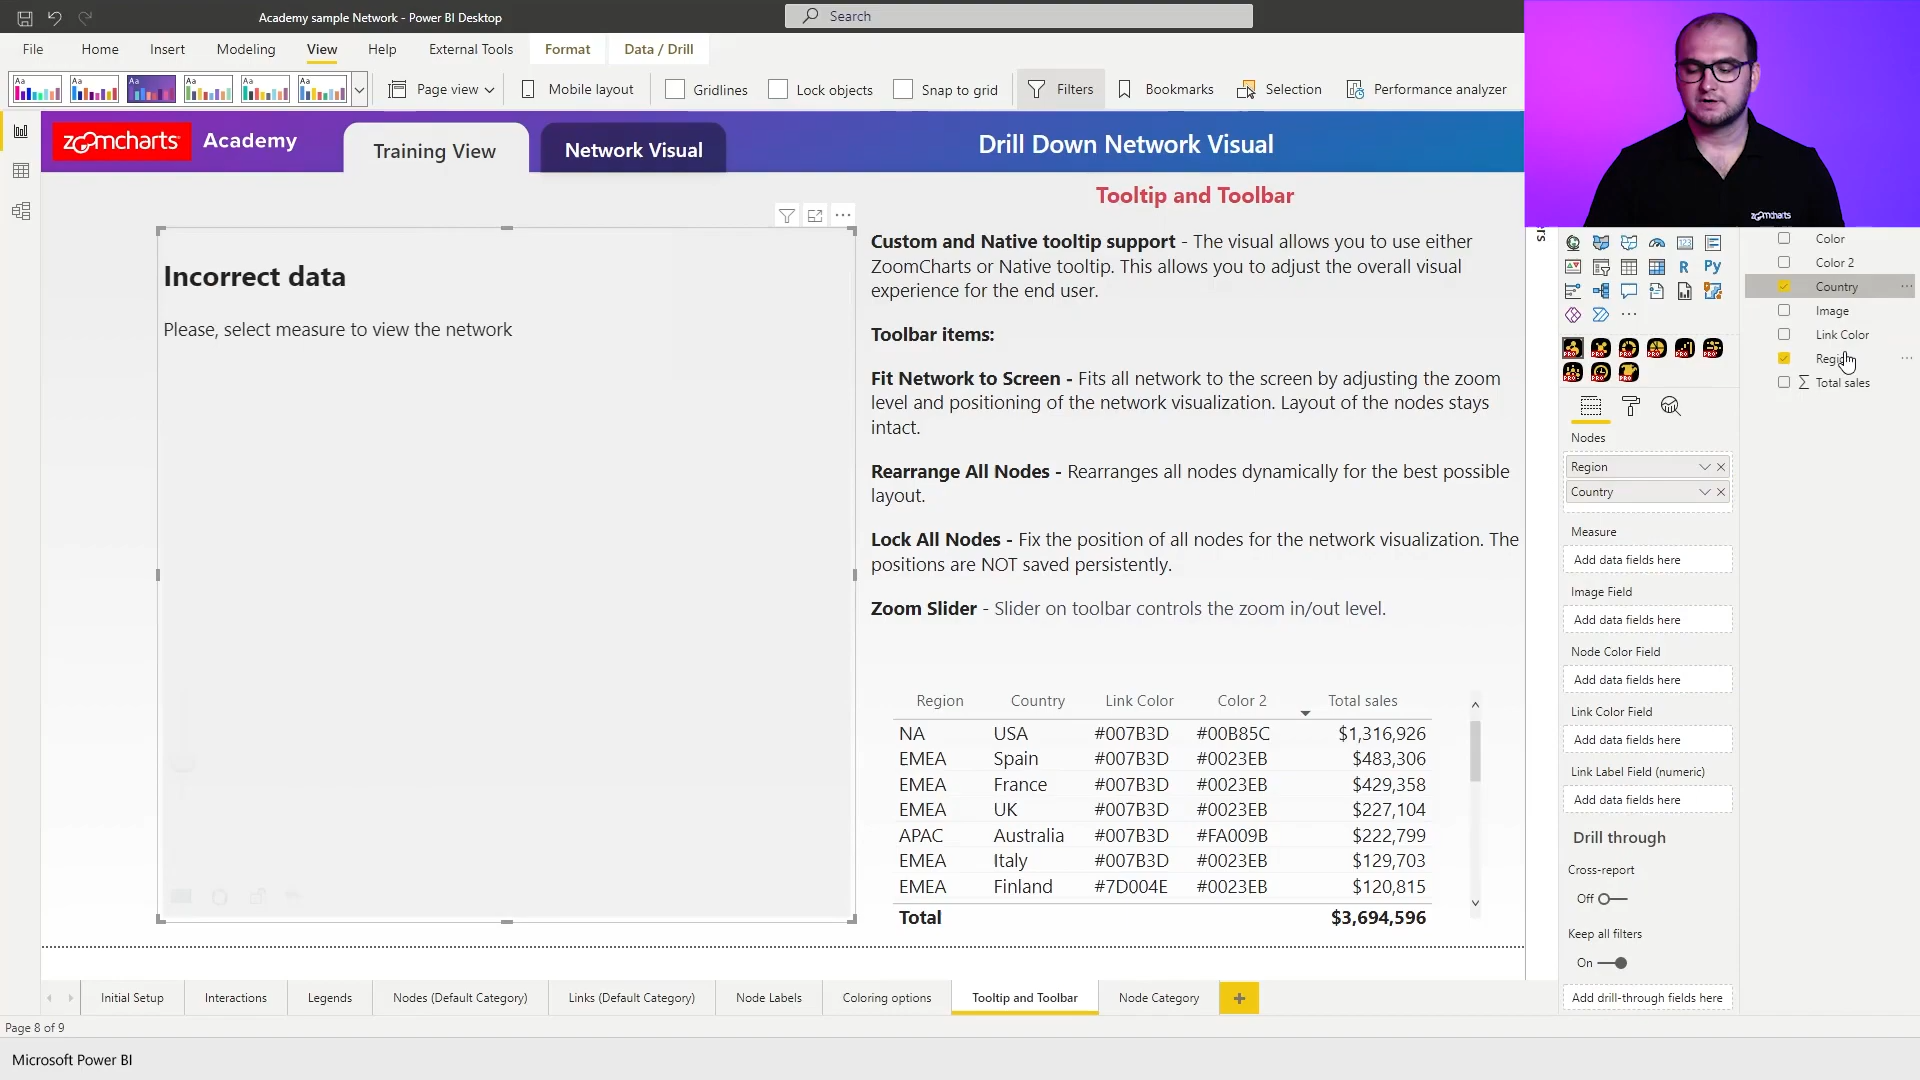 Academy sample Network - Power BI Desktop
Search
File Home Insert Modeling View Help External Tools Format Data / Drill
Page view Mobile layout Gridlines Lock objects Snap to grid Filters Bookmarks Selection Performance analyzer
zoomcharts Academy
Training View
Network Visual
Drill Down Network Visual
zoomcharts
Tooltip and Toolbar
Incorrect data
Please, select measure to view the network
Custom and Native tooltip support - The visual allows you to use either
ZoomCharts or Native tooltip. This allows you to adjust the overall visual
experience for the end user.
Toolbar items:
Fit Network to Screen - Fits all network to the screen by adjusting the zoom
level and positioning of the network visualization. Layout of the nodes stays
intact.
Rearrange All Nodes - Rearranges all nodes dynamically for the best possible
layout.
Lock All Nodes - Fix the position of all nodes for the network visualization. The
positions are NOT saved persistently.
Zoom Slider - Slider on toolbar controls the zoom in/out level.
Region Country Link Color Color 2 Total sales
NA USA #007B3D #00B85C $1,316,926
EMEA Spain #007B3D #0023EB $483,306
EMEA France #007B3D #0023EB $429,358
EMEA UK #007B3D #0023EB $227,104
APAC Australia #007B3D #FA009B $222,799
EMEA Italy #007B3D #0023EB $129,703
EMEA Finland #7D004E #0023EB $120,815
Total $3,694,596
R Py
Nodes
Region
Country
Measure
Add data fields here
Image Field
Add data fields here
Node Color Field
Add data fields here
Link Color Field
Add data fields here
Link Label Field (numeric)
Add data fields here
Drill through
Cross-report
Off
Keep all filters
On
Add drill-through fields here
Color
Color 2
Country
Image
Link Color
Σ Total sales
Initial Setup Interactions Legends Nodes (Default Category) Links (Default Category) Node Labels Coloring options Tooltip and Toolbar Node Category
Page 8 of 9
Microsoft Power BI